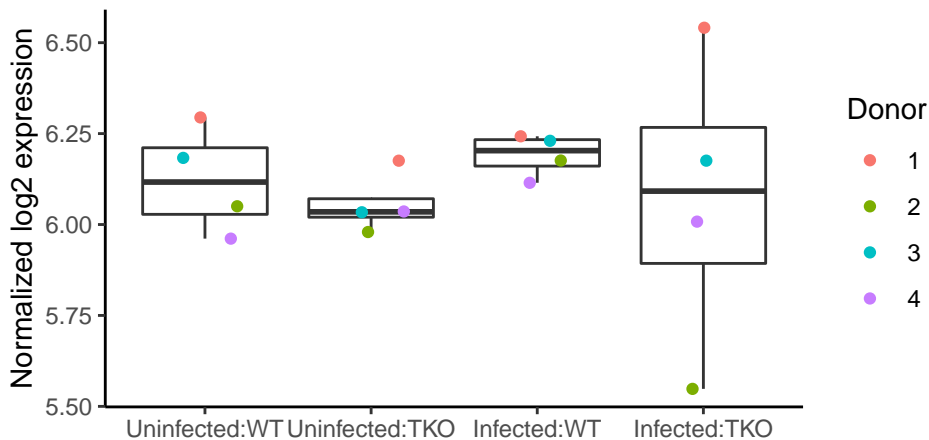 Normalized log2 expression
6.50
6.25
6.00
5.75
5.50
Uninfected:WT
Uninfected:TKO
Infected:WT
Infected:TKO
Donor
1
2
3
4